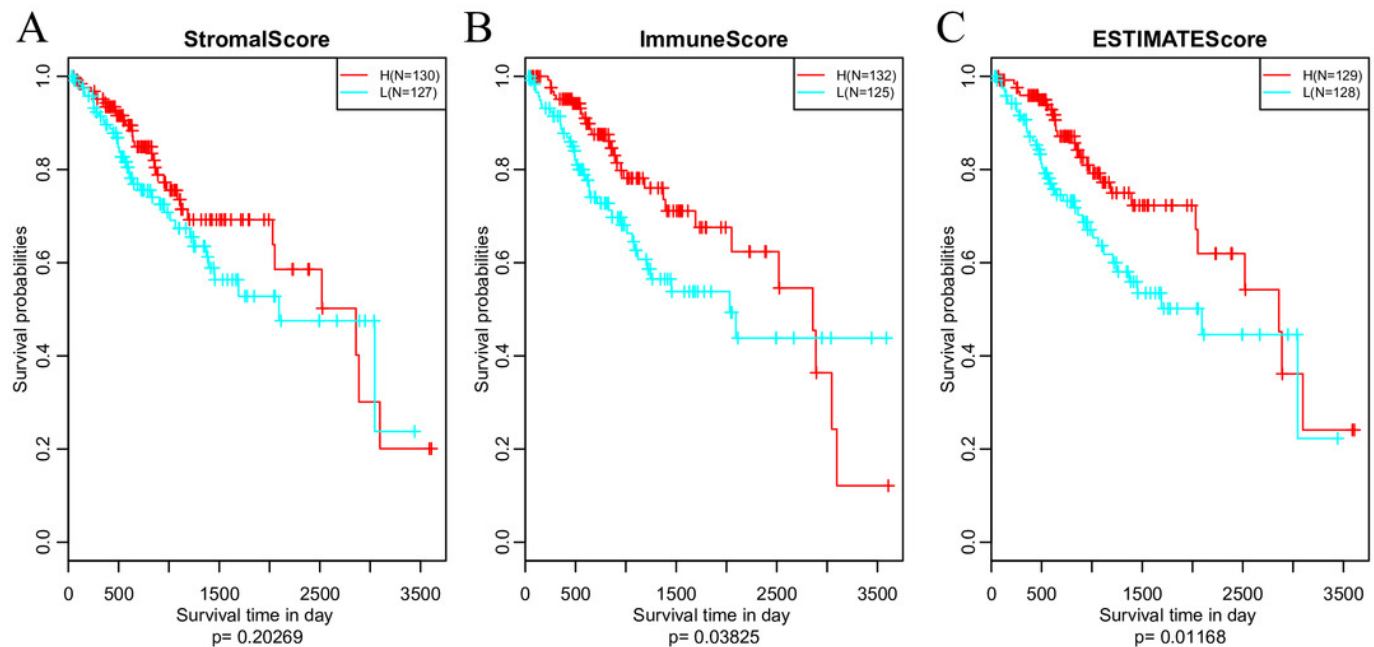 A
StromalScore
H(N=130)
L(N=127)
Survival probabilities
1.0
0.8
0.6
0.4
0.2
0.0
0 500 1500 2500 3500
Survival time in day
p= 0.20269
B
ImmuneScore
H(N=132)
L(N=125)
Survival probabilities
1.0
0.8
0.6
0.4
0.2
0.0
0 500 1500 2500 3500
Survival time in day
p= 0.03825
C
ESTIMATEScore
H(N=129)
L(N=128)
Survival probabilities
1.0
0.8
0.6
0.4
0.2
0.0
0 500 1500 2500 3500
Survival time in day
p= 0.01168